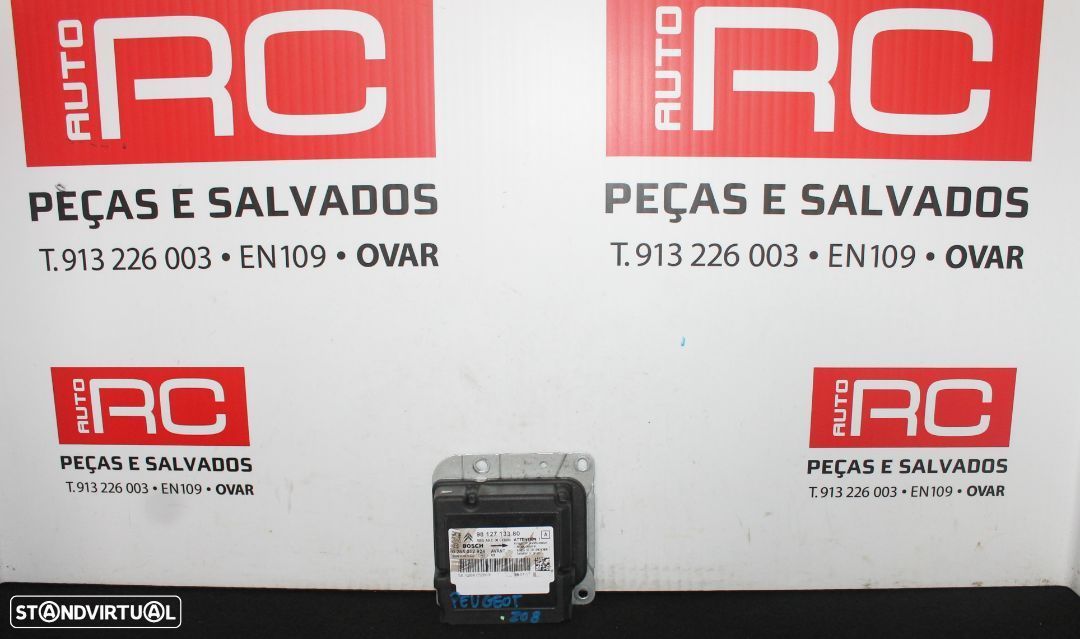 AUTO RC
PEÇAS E SALVADOS
T. 913 226 003 • EN109 • OVAR
AUTO RC
PEÇAS E SALVADOS
T. 913 226 003 • EN109 • OVAR
AUTO RC
PEÇAS E SALVADOS
T. 913 226 003 • EN109 • OVAR
AUTO RC
PEÇAS E SALVADOS
T. 913 226 003 • EN109 • OVAR
98 127 133 80
A
ATTENTION
BOSCH
AVANT
PEUGEOT
208
STANDVIRTUAL